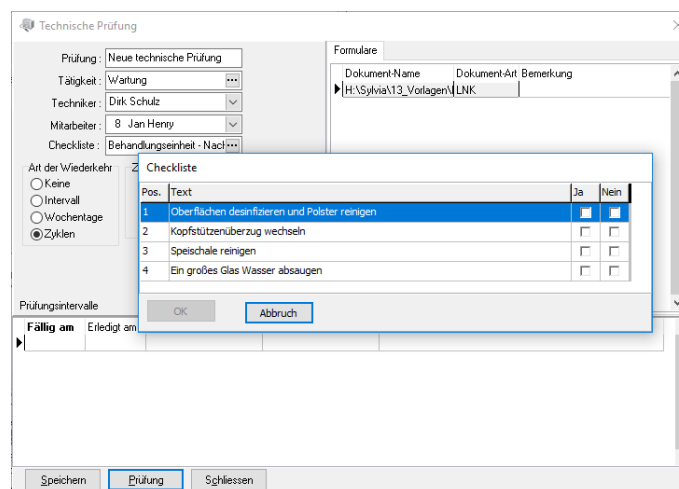 Technische Prüfung
Prüfung : Neue technische Prüfung
Tätigkeit : Wartung
Techniker : Dirk Schulz
Mitarbeiter : 8 Jan Henry
Checkliste : Behandlungseinheit - Nach
Art der Wiederkehr
Keine
Intervall
Wochentage
Zyklen
Formulare
Dokument-Name Dokument-Art Bemerkung
H:\Sylvia\13_Vorlagen\ LNK
Checkliste
Pos. Text Ja Nein
1 Oberflächen desinfizieren und Polster reinigen
2 Kopfstützenüberzug wechseln
3 Speischale reinigen
4 Ein großes Glas Wasser absaugen
OK Abbruch
Prüfungsintervalle
Fällig am Erledigt am
Speichern Prüfung Schliessen